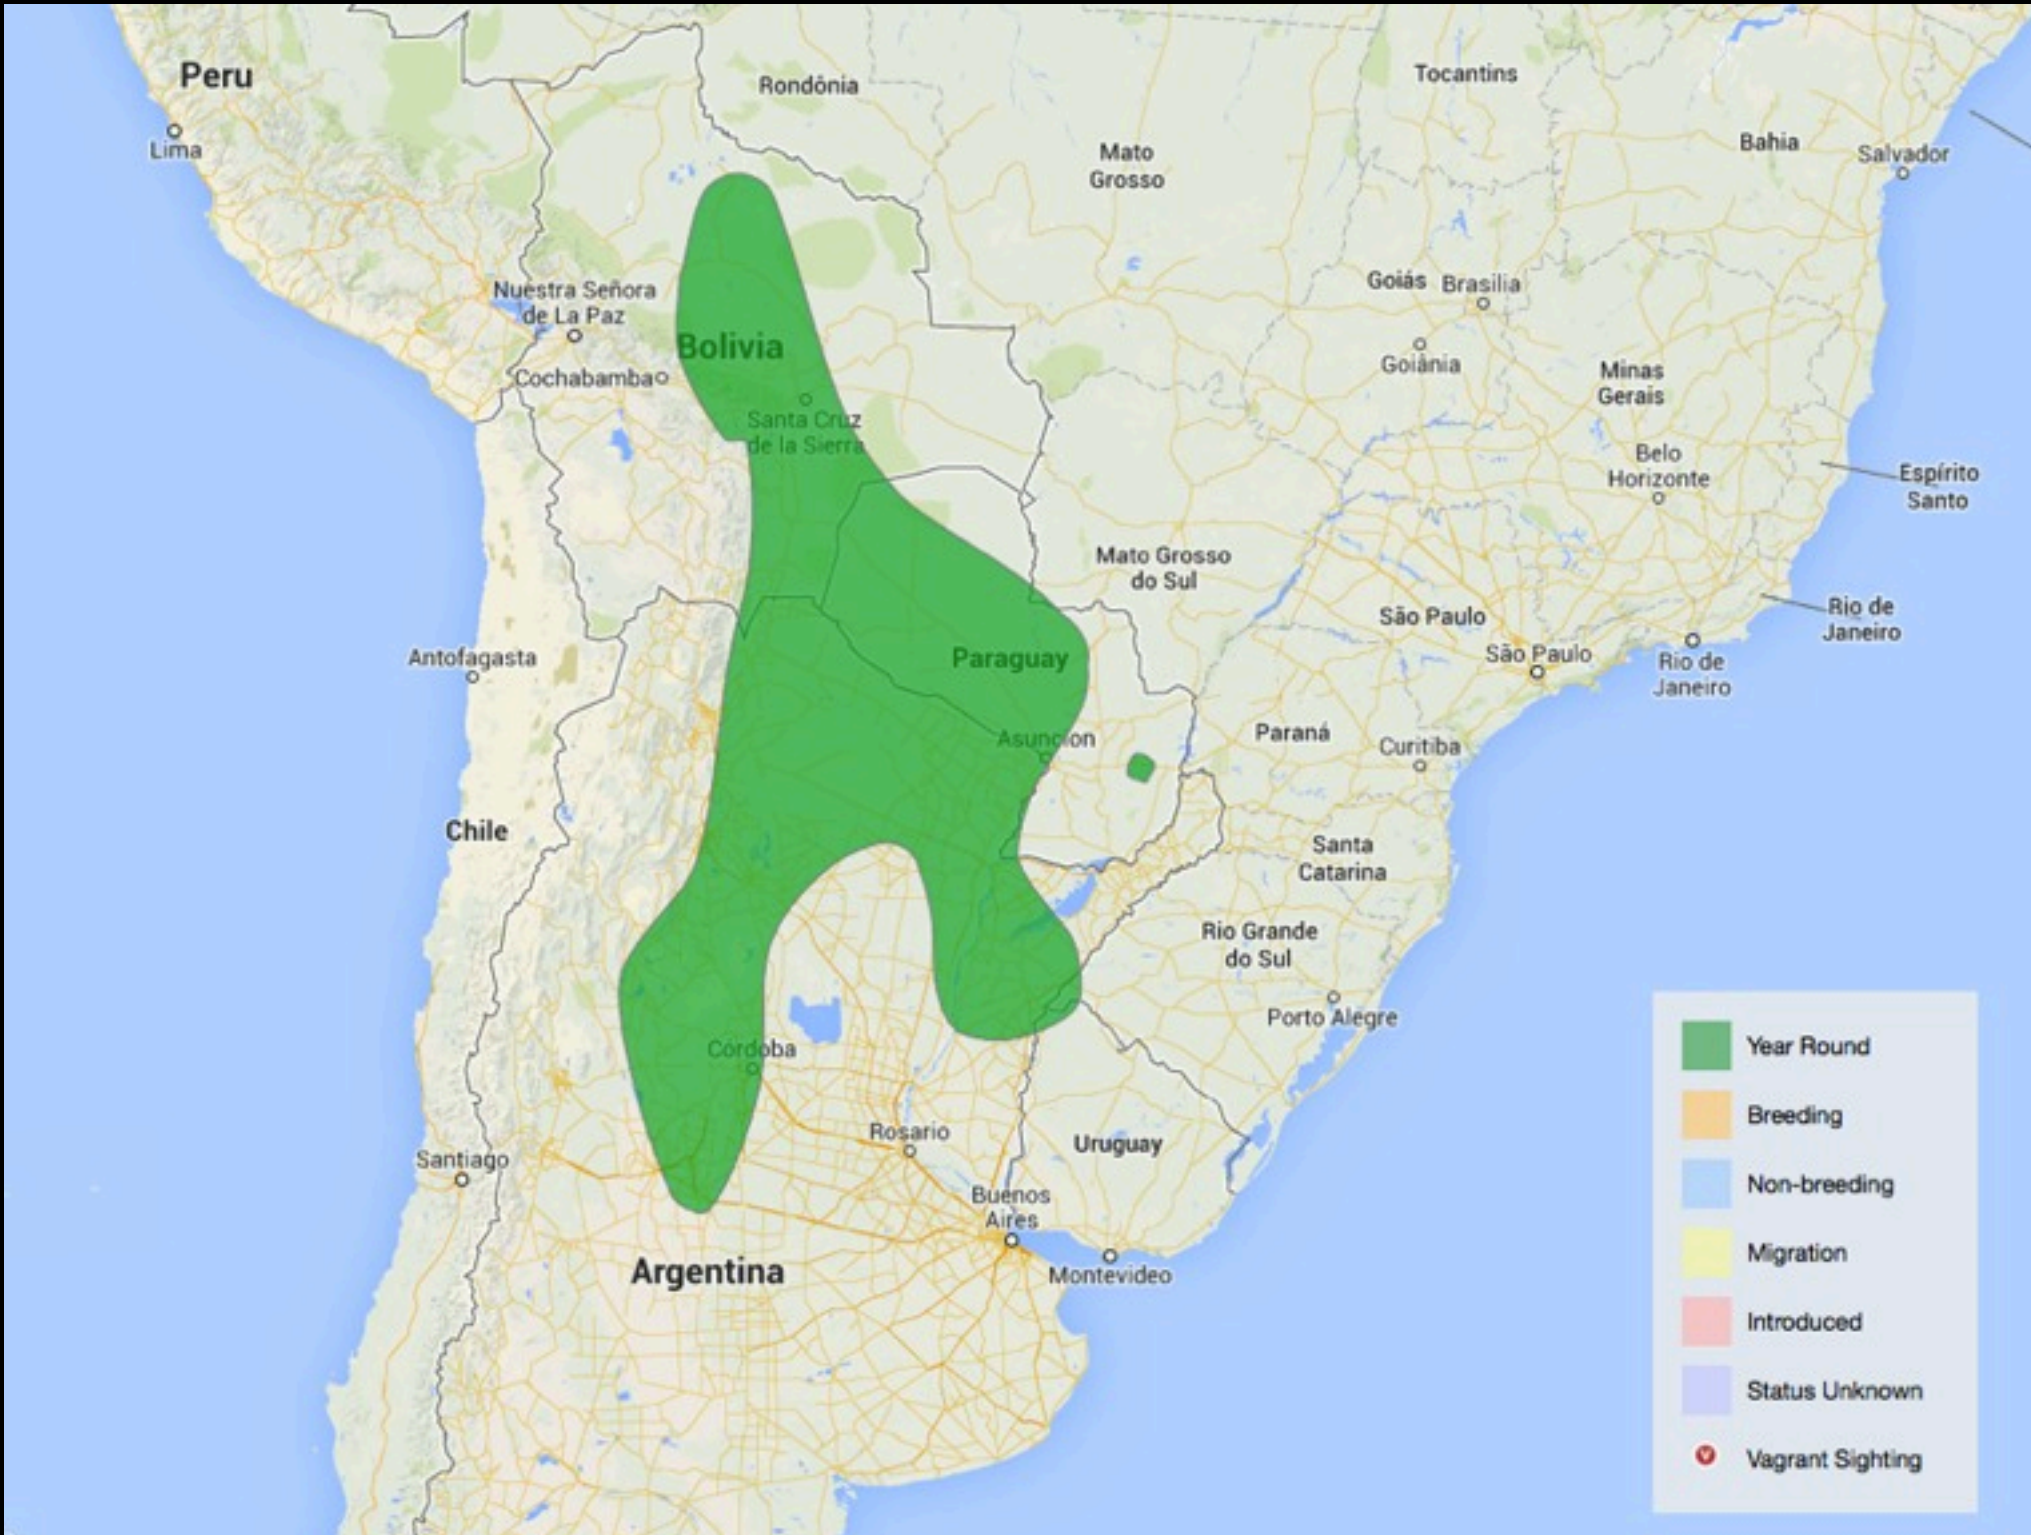 Peru
Lima
Rondônia
Tocantins
Mato
Grosso
Bahia
Salvador
Nuestra Señora
de La Paz
Bolivia
Cochabamba
Santa Cruz
de la Sierra
Goiás
Brasilia
Goiânia
Minas
Gerais
Belo
Horizonte
Espírito
Santo
Mato Grosso
do Sul
São Paulo
São Paulo
Rio de
Janeiro
Rio de
Janeiro
Antofagasta
Paraguay
Asuncion
Paraná
Curitiba
Chile
Santa
Catarina
Rio Grande
do Sul
Porto Alegre
Córdoba
Rosario
Uruguay
Santiago
Buenos
Aires
Montevideo
Argentina
Year Round
Breeding
Non-breeding
Migration
Introduced
Status Unknown
V
Vagrant Sighting